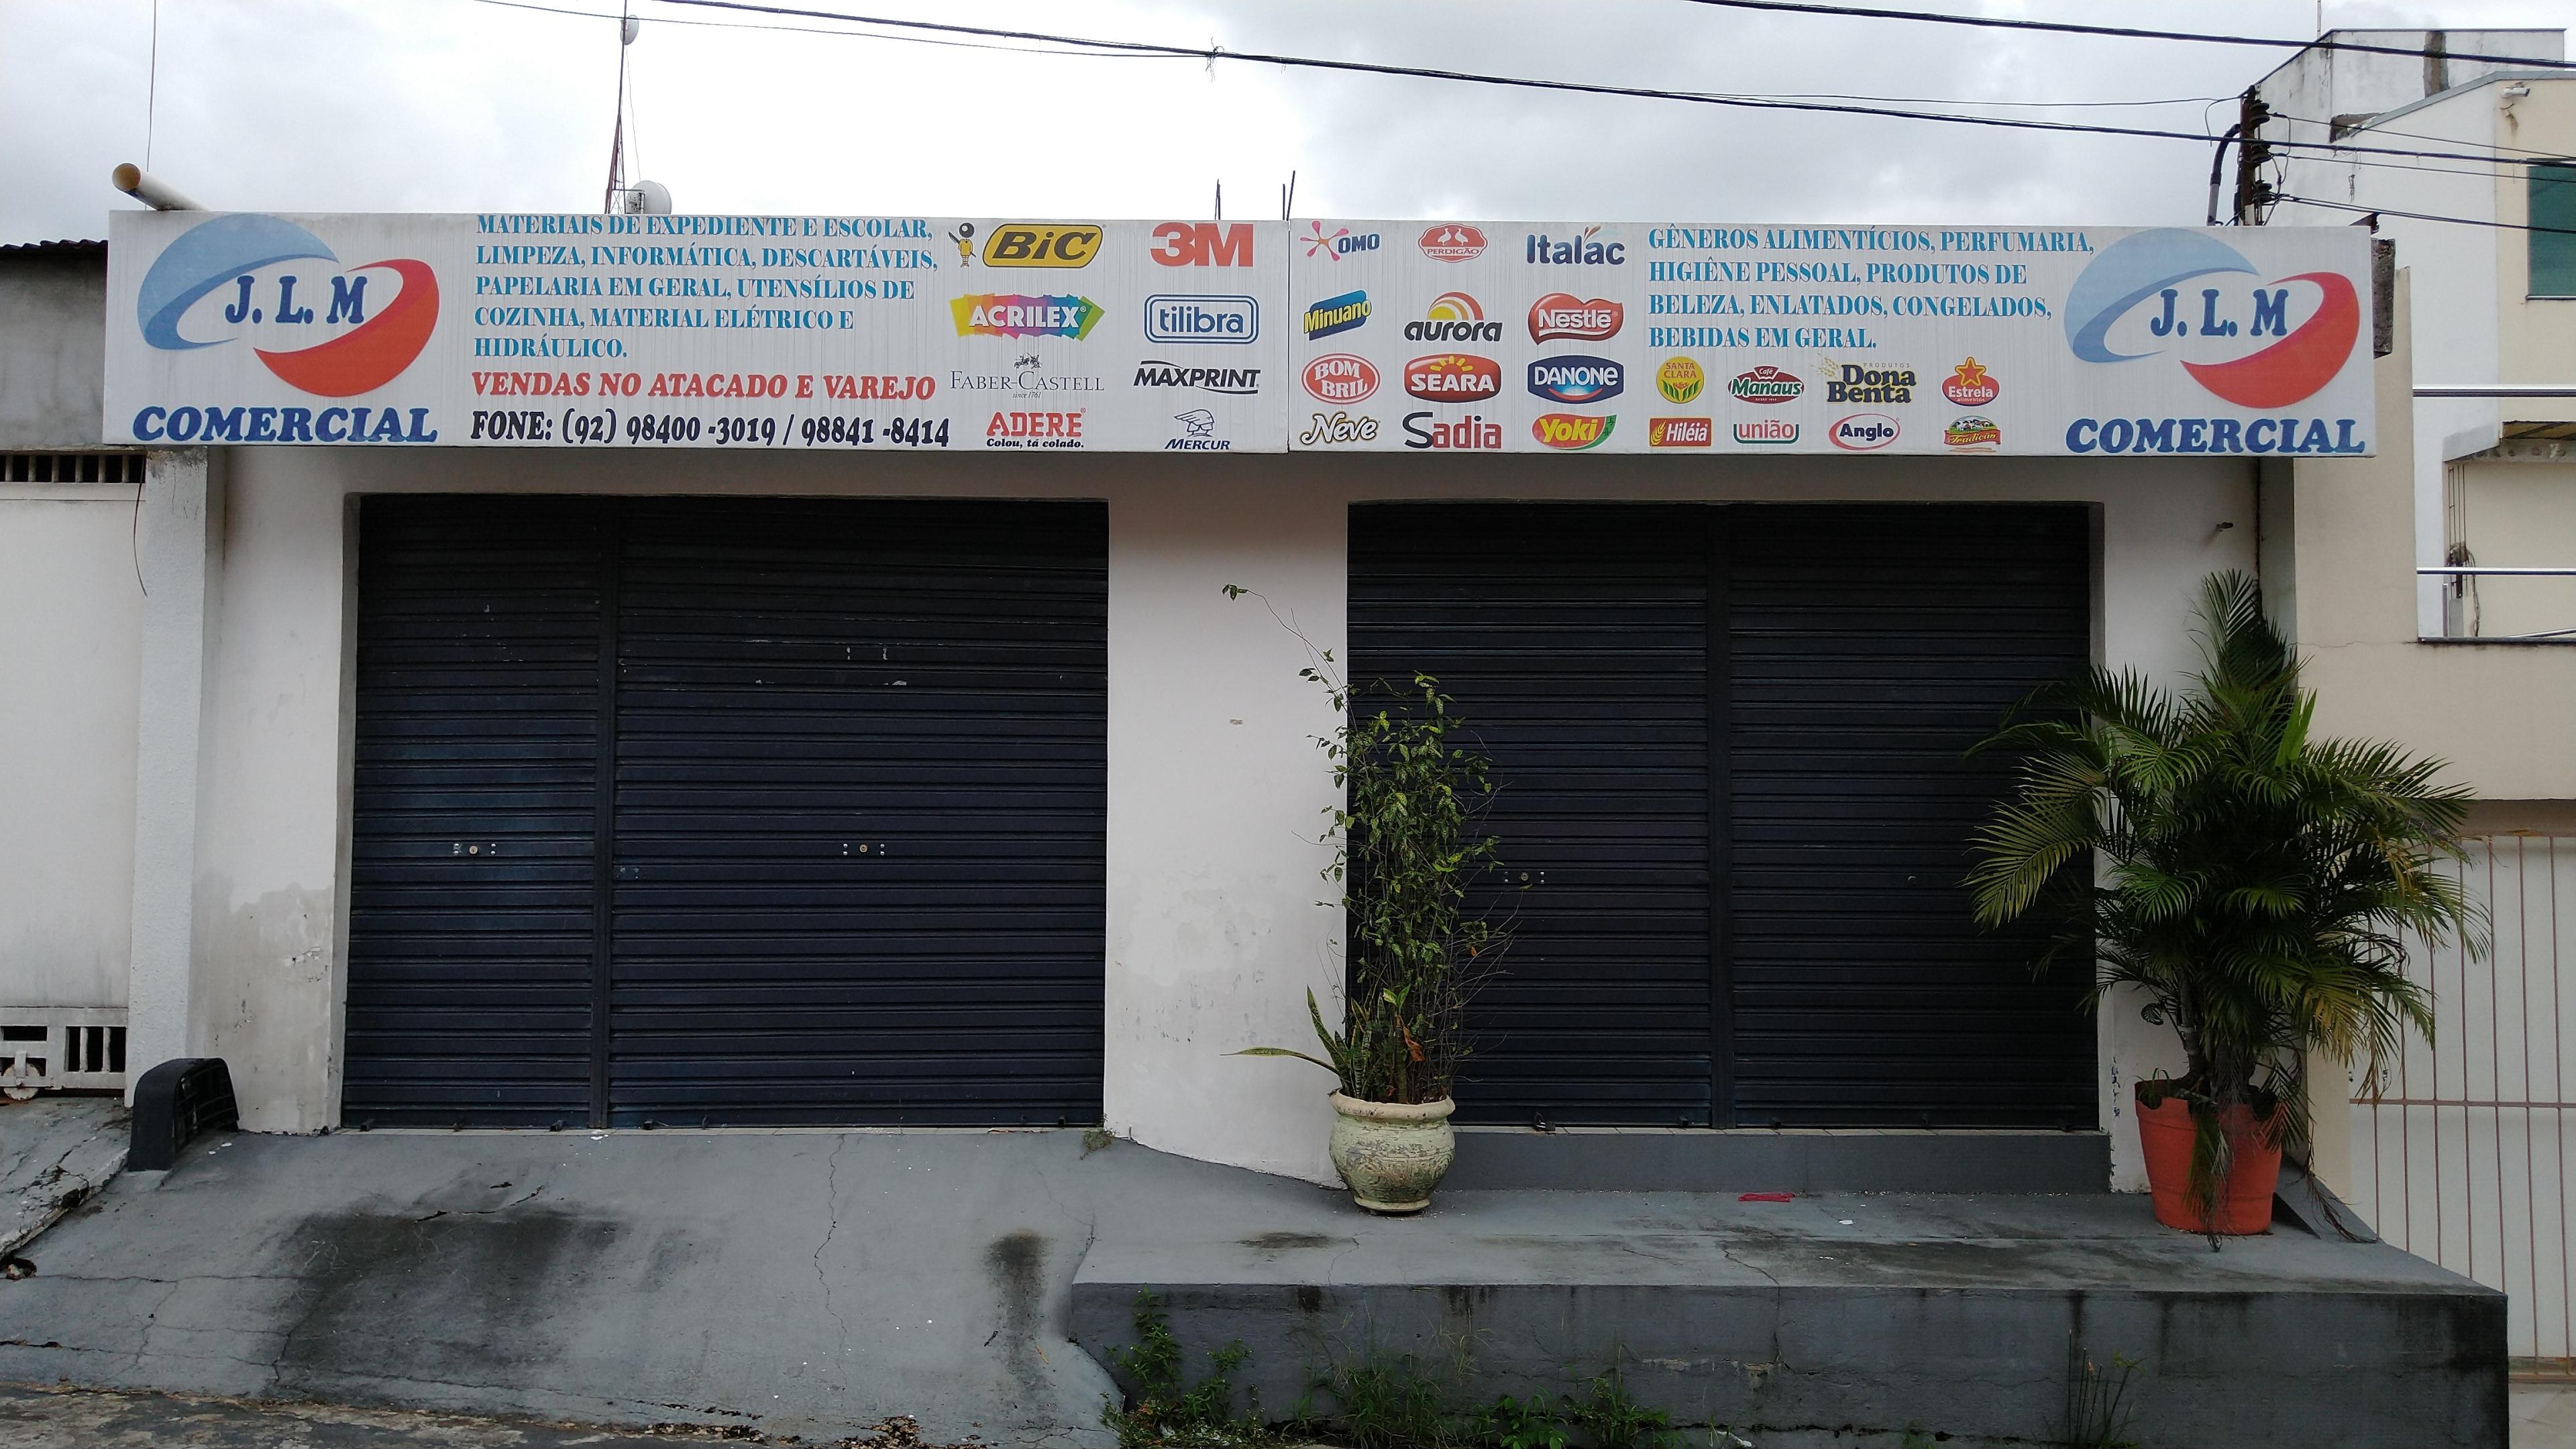 J. L. M
COMERCIAL
MATERIAIS DE EXPEDIENTE E ESCOLAR,
LIMPEZA, INFORMÁTICA, DESCARTÁVEIS,
PAPELARIA EM GERAL, UTENSÍLIOS DE
COZINHA, MATERIAL ELÉTRICO E
HIDRÁULICO.
VENDAS NO ATACADO E VAREJO
FONE: (92) 98400 -3019 / 98841 -8414
BiC
3M
ACRILEX
tilibra
FABER-CASTELL
since 1761
MAXPRINT
ADERE
Colou, tá colado.
MERCUR
OMO
PERDIGÃO
Italac
Minuano
aurora
Nestlé
BOM
BRIL
SEARA
DANONE
Neve
Sadia
Yoki
GÊNEROS ALIMENTÍCIOS, PERFUMARIA,
HIGIÊNE PESSOAL, PRODUTOS DE
BELEZA, ENLATADOS, CONGELADOS,
BEBIDAS EM GERAL.
SANTA
CLARA
Café
Manaus
PRODUTOS
Dona
Benta
Estrela
Hiléia
união
Anglo
Tradição
J. L. M
COMERCIAL